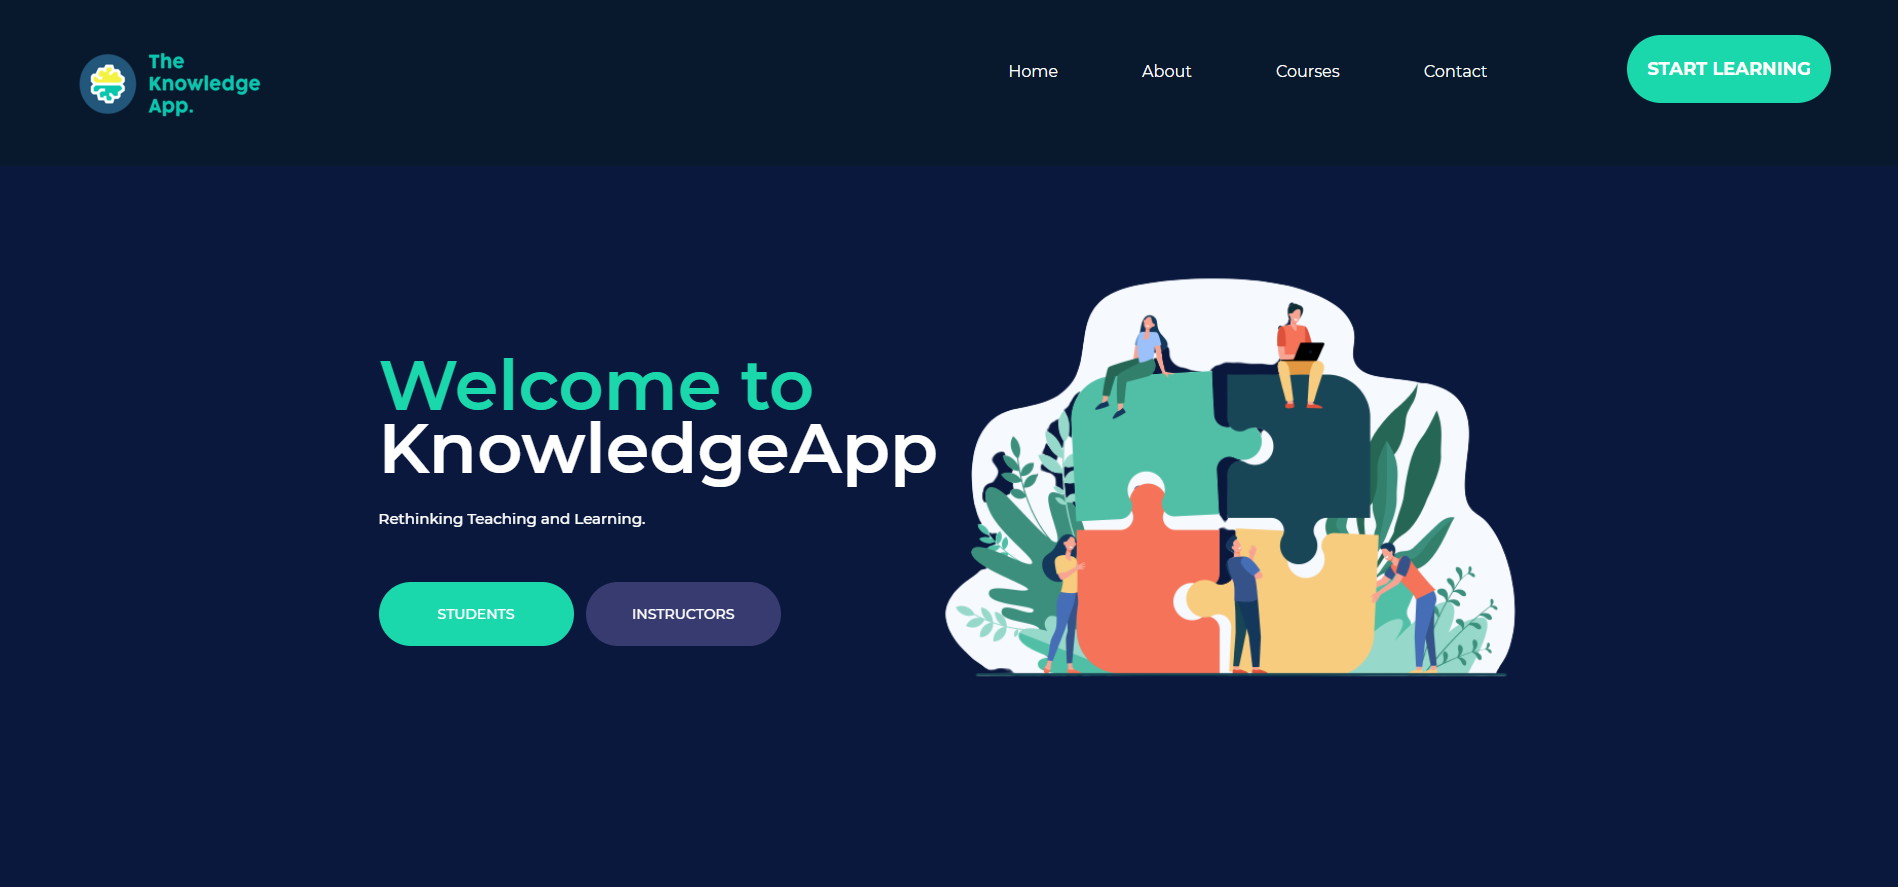 The
Knowledge
App.
Home
About
Courses
Contact
START LEARNING
Welcome to
KnowledgeApp
Rethinking Teaching and Learning.
STUDENTS
INSTRUCTORS